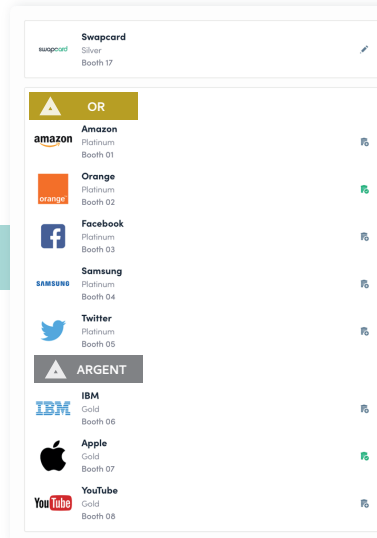 swapcard
Swapcard
Silver
Booth 17
OR
amazon
Amazon
Platinum
Booth 01
orange
Orange
Platinum
Booth 02
Facebook
Platinum
Booth 03
SAMSUNG
Samsung
Platinum
Booth 04
Twitter
Platinum
Booth 05
ARGENT
IBM
IBM
Gold
Booth 06
Apple
Gold
Booth 07
YouTube
YouTube
Gold
Booth 08